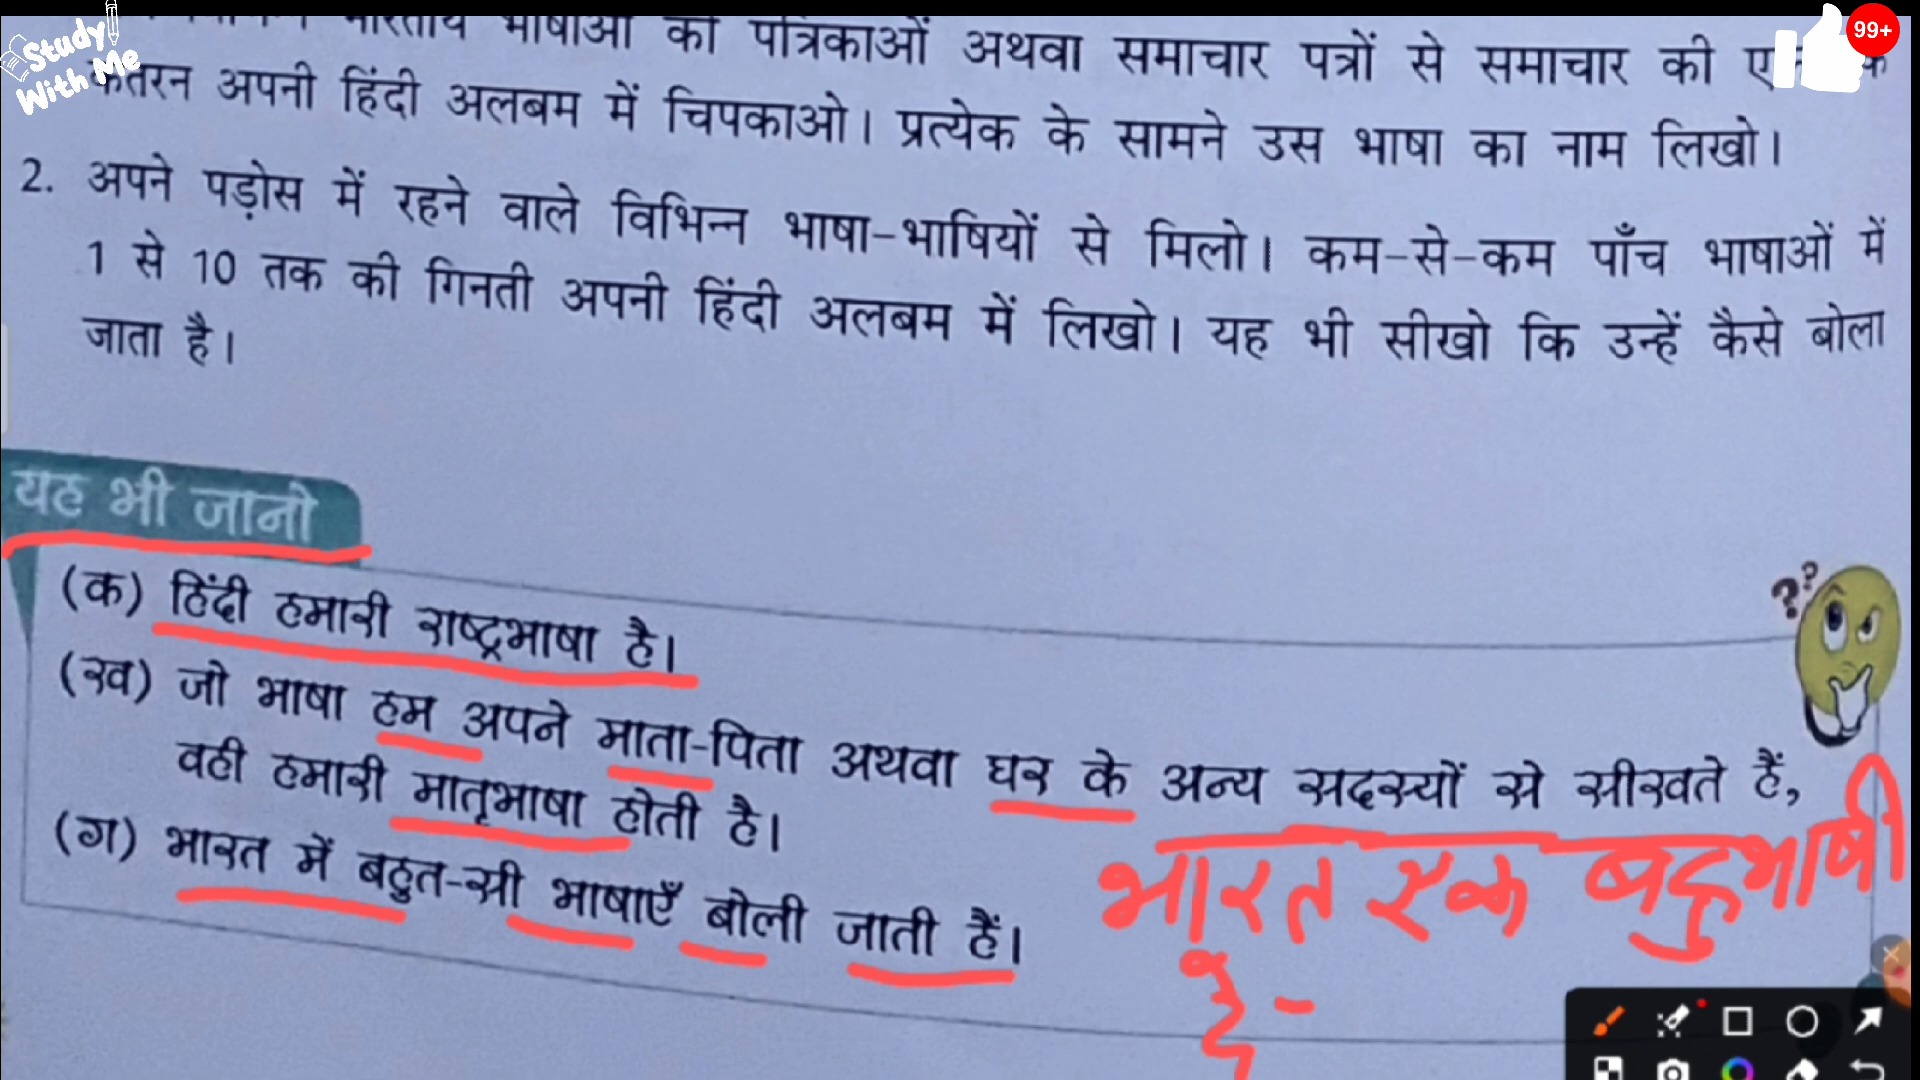 Study
With Me
99+
भारतीय भाषाओं की पत्रिकाओं अथवा समाचार पत्रों से समाचार की
कतरन अपनी हिंदी अलबम में चिपकाओ। प्रत्येक के सामने उस भाषा का नाम लिखो।
2. अपने पड़ोस में रहने वाले विभिन्न भाषा-भाषियों से मिलो। कम-से-कम पाँच भाषाओं में
1 से 10 तक की गिनती अपनी हिंदी अलबम में लिखो। यह भी सीखो कि उन्हें कैसे बोला
जाता है।
यह भी जानो
??
(क) हिंदी हमारी राष्ट्रभाषा है।
(ख) जो भाषा हम अपने माता-पिता अथवा घर के अन्य सदस्यों से सीखते हैं,
वही हमारी मातृभाषा होती है।
(ग) भारत में बहुत-सी भाषाएँ बोली जाती हैं।
भारत एक बहुभाषी